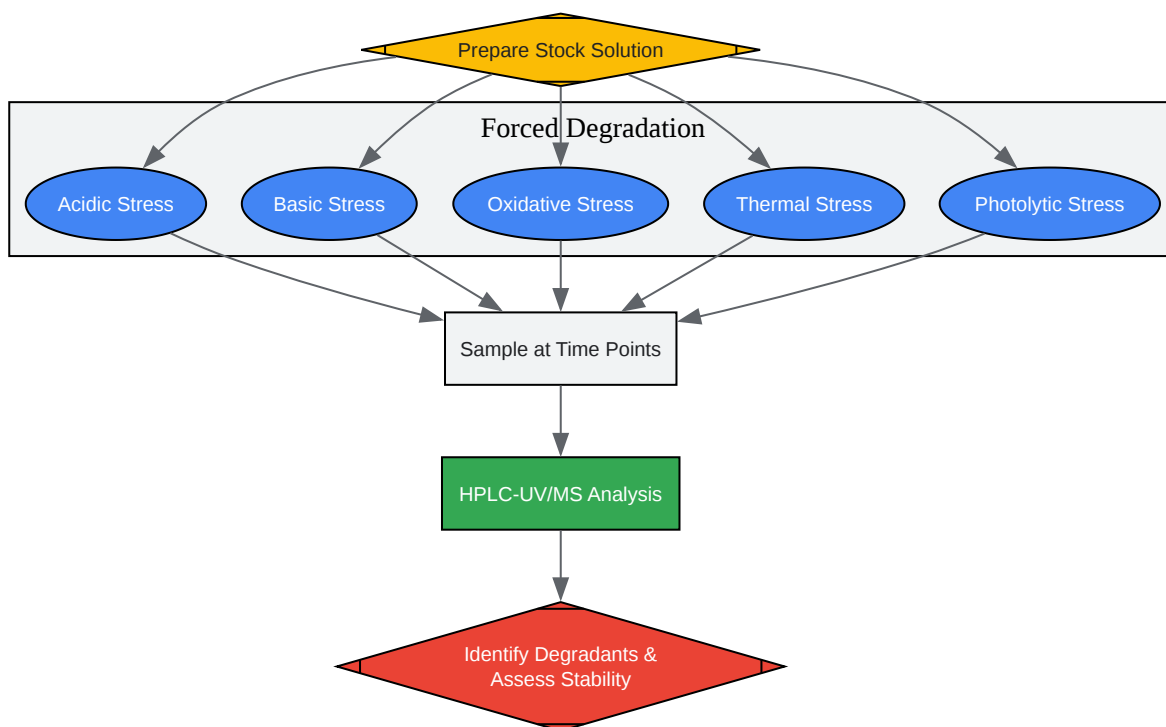 Prepare Stock Solution
Forced Degradation
Acidic Stress
Basic Stress
Oxidative Stress
Thermal Stress
Photolytic Stress
Sample at Time Points
HPLC-UV/MS Analysis
Identify Degradants &
Assess Stability